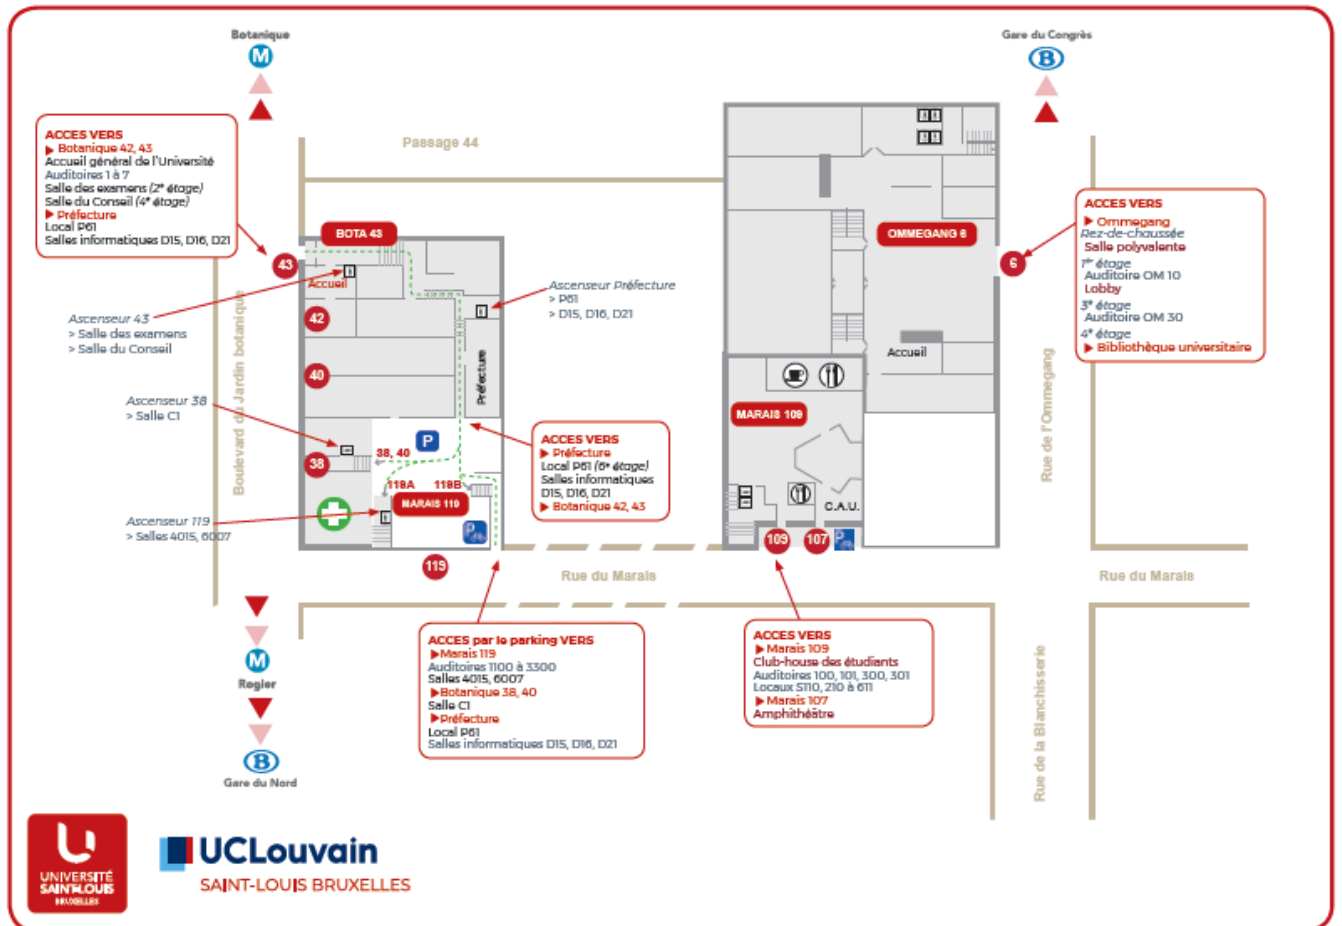 Botanique
M
Gare du Congrès
B
Passage 44
ACCES VERS
▶ Botanique 42, 43
Accueil général de l'Université
Auditoires 1 à 7
Salle des examens (2e étage)
Salle du Conseil (4e étage)
▶ Préfecture
Local P61
Salles informatiques D15, D16, D21
BOTA 43
43
Accueil
42
40
38
Ascenseur 43
> Salle des examens
> Salle du Conseil
Ascenseur 38
> Salle C1
Ascenseur 119
> Salles 4015, 6007
Boulevard du Jardin botanique
Ascenseur Préfecture
> P61
> D15, D16, D21
Préfecture
P
38, 40
119A
119B
MARAIS 119
P
119
ACCES VERS
▶ Préfecture
Local P61 (6e étage)
Salles informatiques
D15, D16, D21
▶ Botanique 42, 43
OMMEGANG 6
6
Accueil
MARAIS 109
C.A.U.
109
107
P
ACCES VERS
▶ Ommegang
Rez-de-chaussée
Salle polyvalente
1er étage
Auditoire OM 10
Lobby
3e étage
Auditoire OM 30
4e étage
▶ Bibliothèque universitaire
Rue de l'Ommegang
Rue du Marais
Rue du Marais
Rue de la Blanchisserie
ACCES par le parking VERS
▶Marais 119
Auditoires 1100 à 3300
Salles 4015, 6007
▶Botanique 38, 40
Salle C1
▶Préfecture
Local P61
Salles informatiques D15, D16, D21
ACCES VERS
▶ Marais 109
Club-house des étudiants
Auditoires 100, 101, 300, 301
Locaux S110, 210 à 611
▶ Marais 107
Amphithéâtre
M
Rogier
B
Gare du Nord
UNIVERSITÉ
SAINT-LOUIS
BRUXELLES
UCLouvain
SAINT-LOUIS BRUXELLES